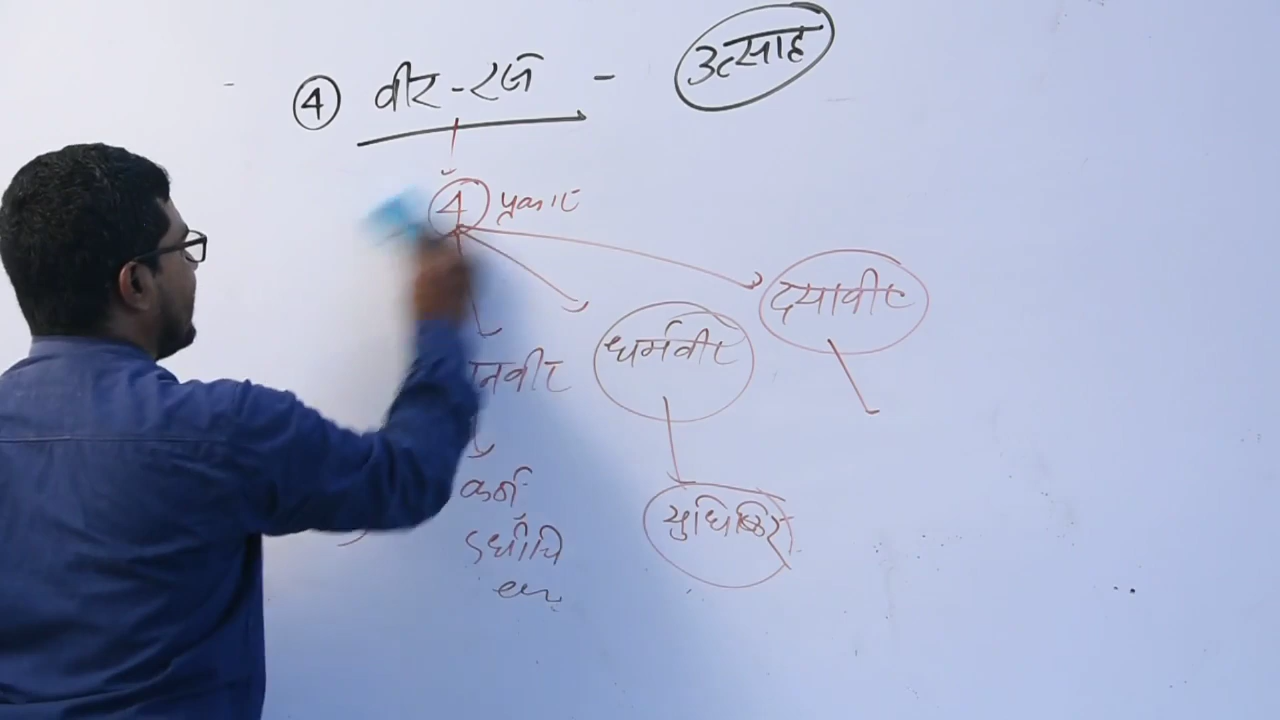 ④ वीर-रस - उत्साह
4 प्रकार
दयावीर
धर्मवीर
नवीर
कर्न
युधिष्ठिर
दधीचि